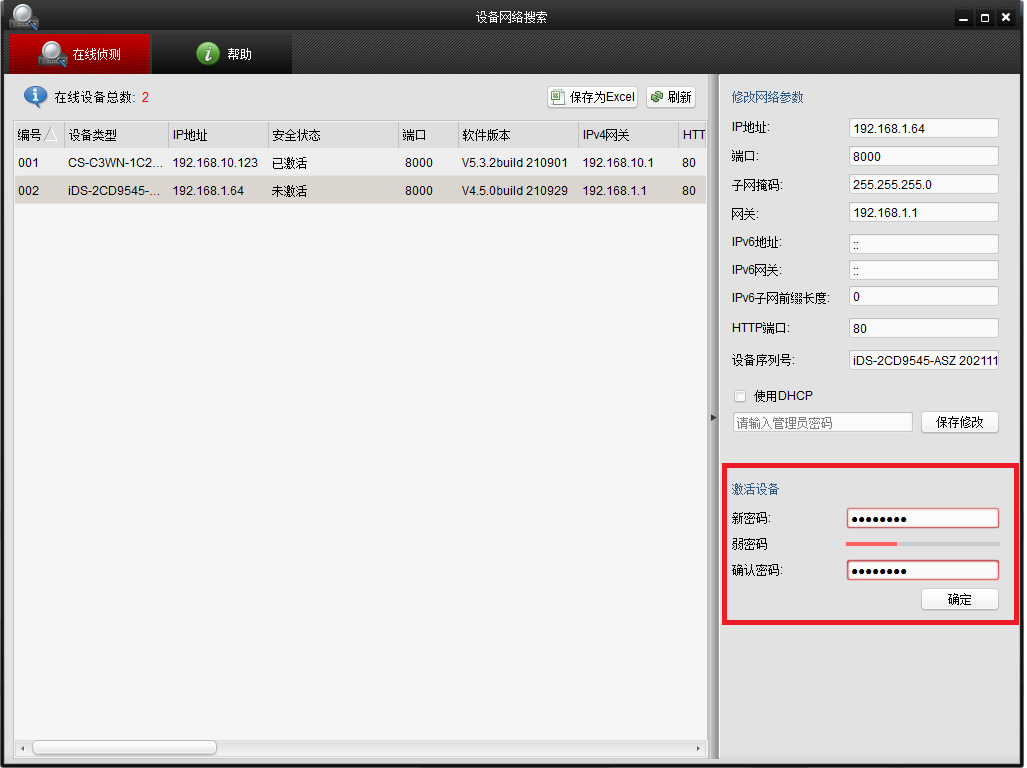 设备网络搜索
在线侦测
帮助
在线设备总数: 2
保存为Excel
刷新
编号 设备类型 IP地址 安全状态 端口 软件版本 IPv4网关 HTT
001 CS-C3WN-1C2... 192.168.10.123 已激活 8000 V5.3.2build 210901 192.168.10.1 80
002 iDS-2CD9545-... 192.168.1.64 未激活 8000 V4.5.0build 210929 192.168.1.1 80
修改网络参数
IP地址: 192.168.1.64
端口: 8000
子网掩码: 255.255.255.0
网关: 192.168.1.1
IPv6地址: ::
IPv6网关: ::
IPv6子网前缀长度: 0
HTTP端口: 80
设备序列号: iDS-2CD9545-ASZ 202111
使用DHCP
请输入管理员密码 保存修改
激活设备
新密码: ●●●●●●●●
弱密码
确认密码: ●●●●●●●●
确定